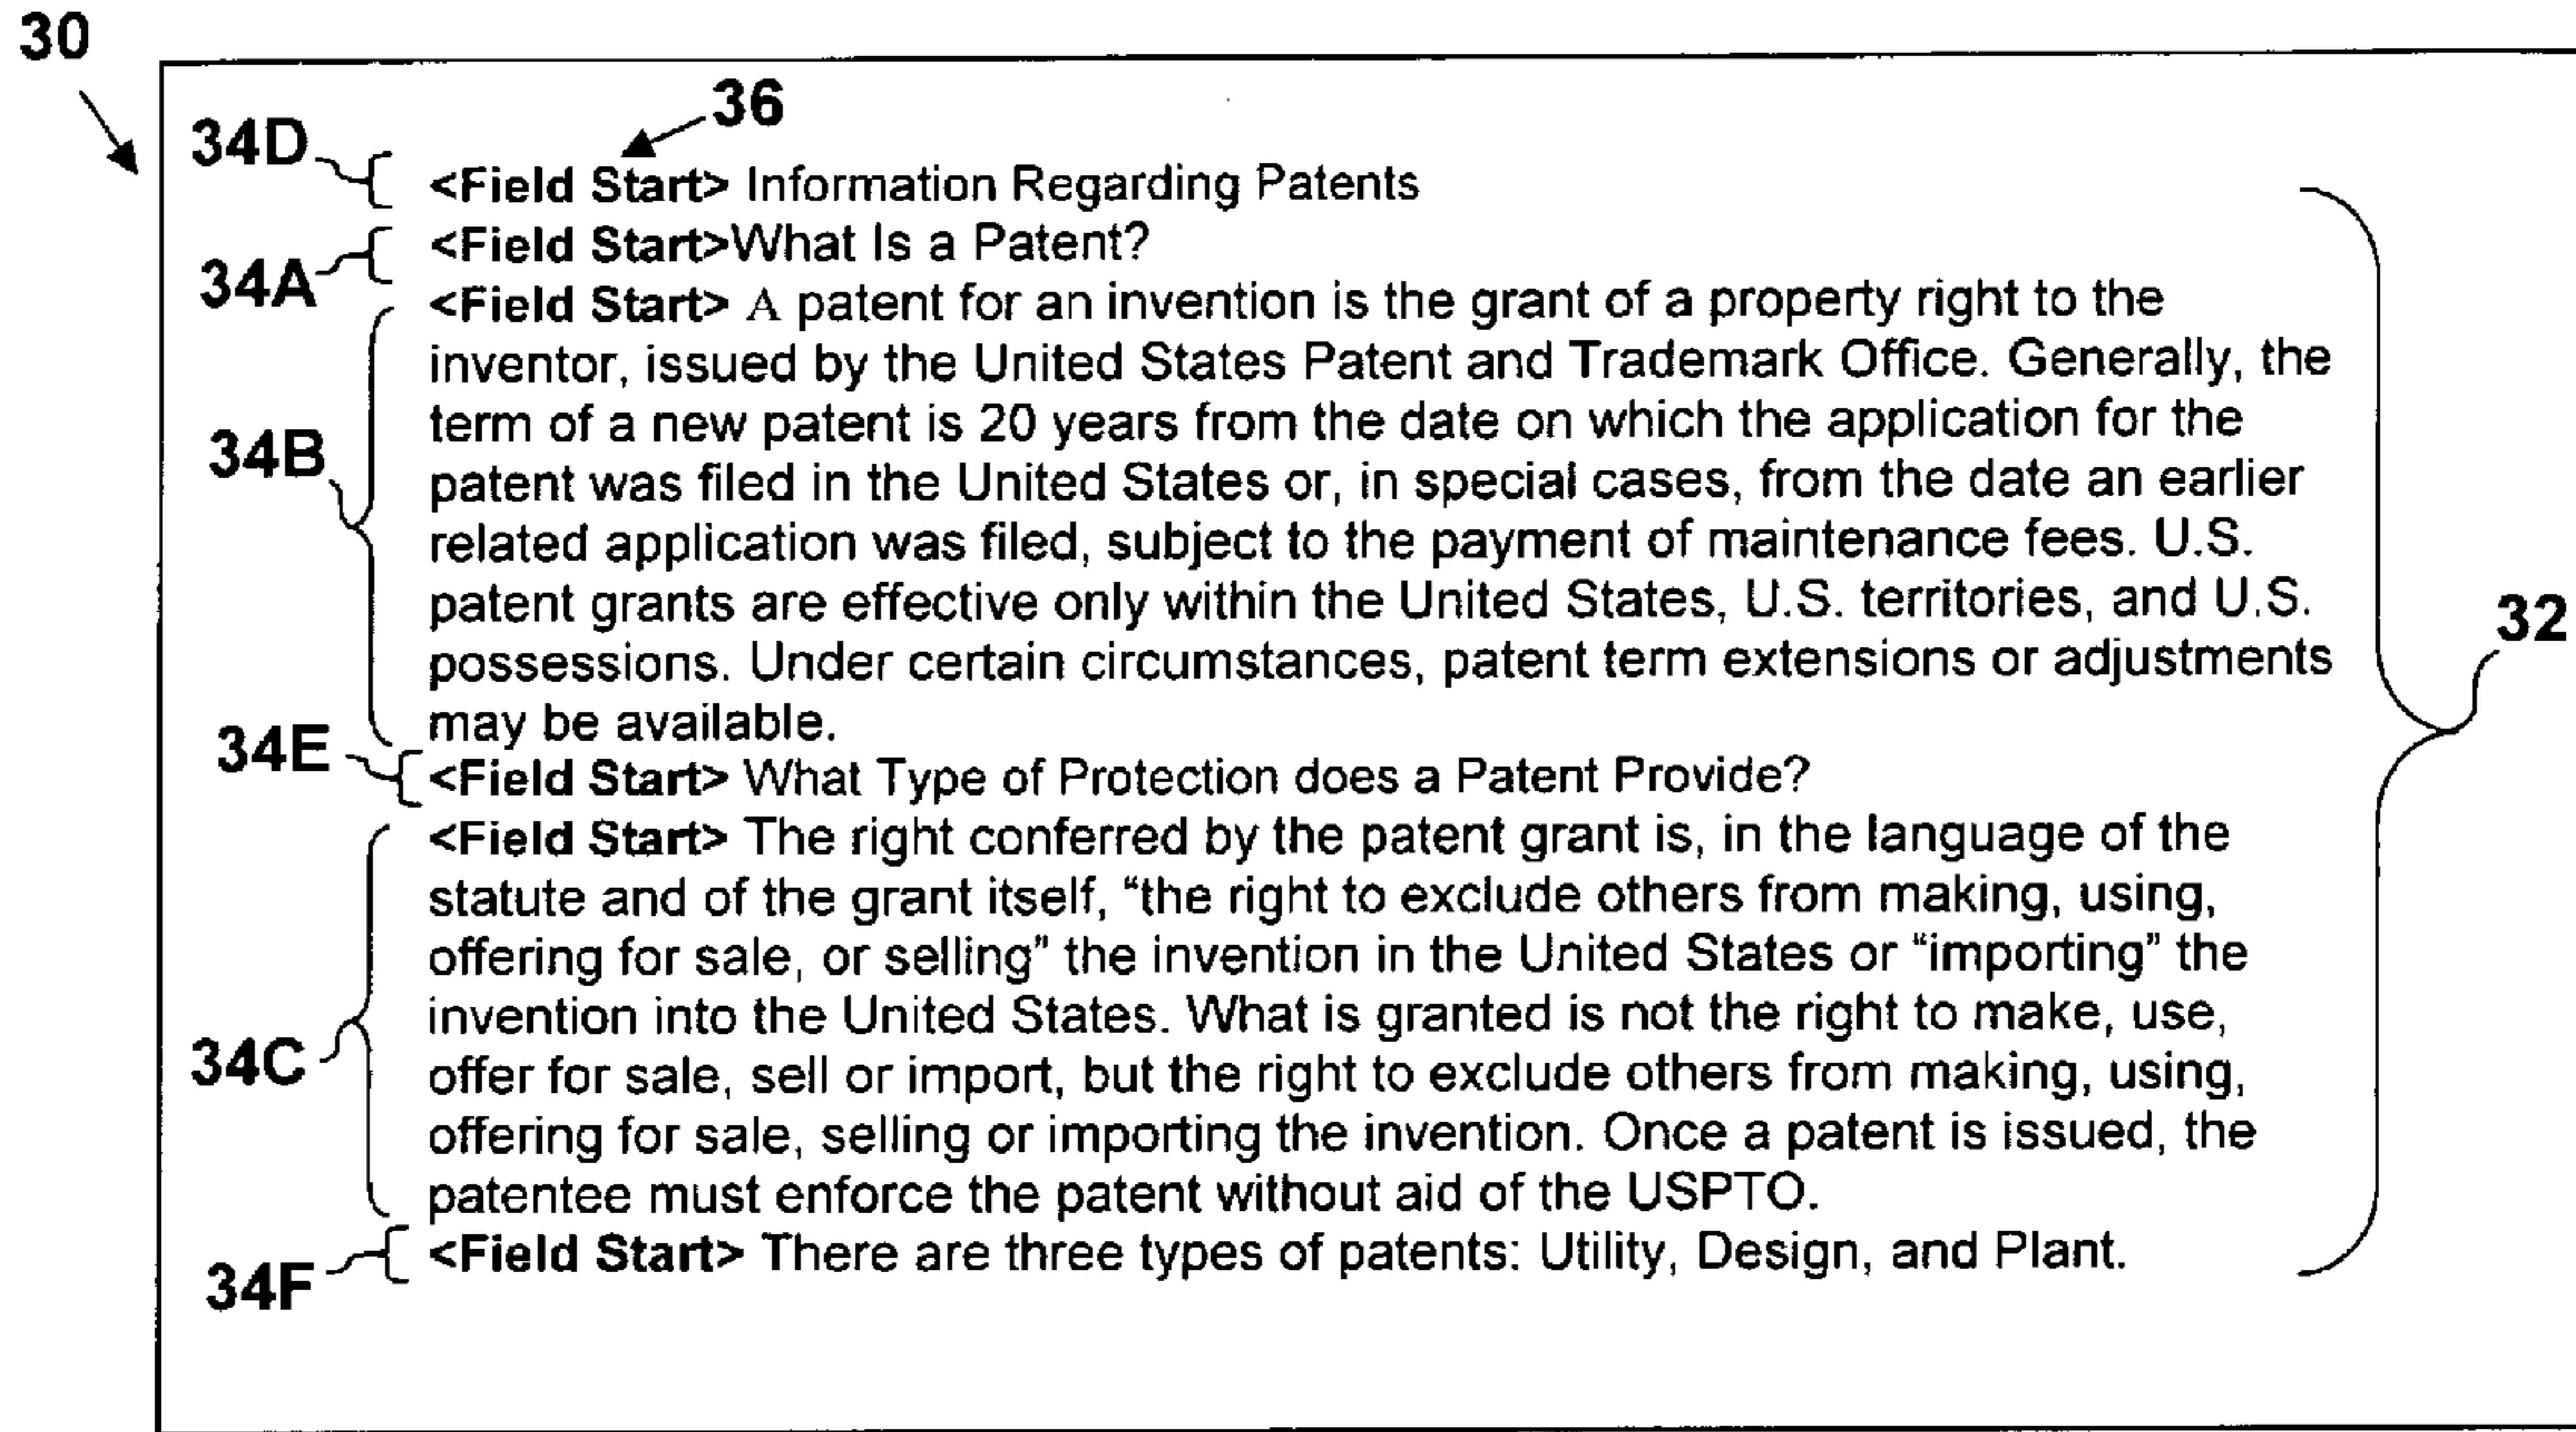 30
36
34D
<Field Start> Information Regarding Patents
34A
<Field Start>What Is a Patent?
<Field Start> A patent for an invention is the grant of a property right to the
inventor, issued by the United States Patent and Trademark Office. Generally, the
term of a new patent is 20 years from the date on which the application for the
34B
patent was filed in the United States or, in special cases, from the date an earlier
related application was filed, subject to the payment of maintenance fees. U.S.
patent grants are effective only within the United States, U.S. territories, and U.S.
32
possessions. Under certain circumstances, patent term extensions or adjustments
may be available.
34E
<Field Start> What Type of Protection does a Patent Provide?
<Field Start> The right conferred by the patent grant is, in the language of the
statute and of the grant itself, “the right to exclude others from making, using,
offering for sale, or selling” the invention in the United States or “importing” the
invention into the United States. What is granted is not the right to make, use,
34C
offer for sale, sell or import, but the right to exclude others from making, using,
offering for sale, selling or importing the invention. Once a patent is issued, the
patentee must enforce the patent without aid of the USPTO.
<Field Start> There are three types of patents: Utility, Design, and Plant.
34F